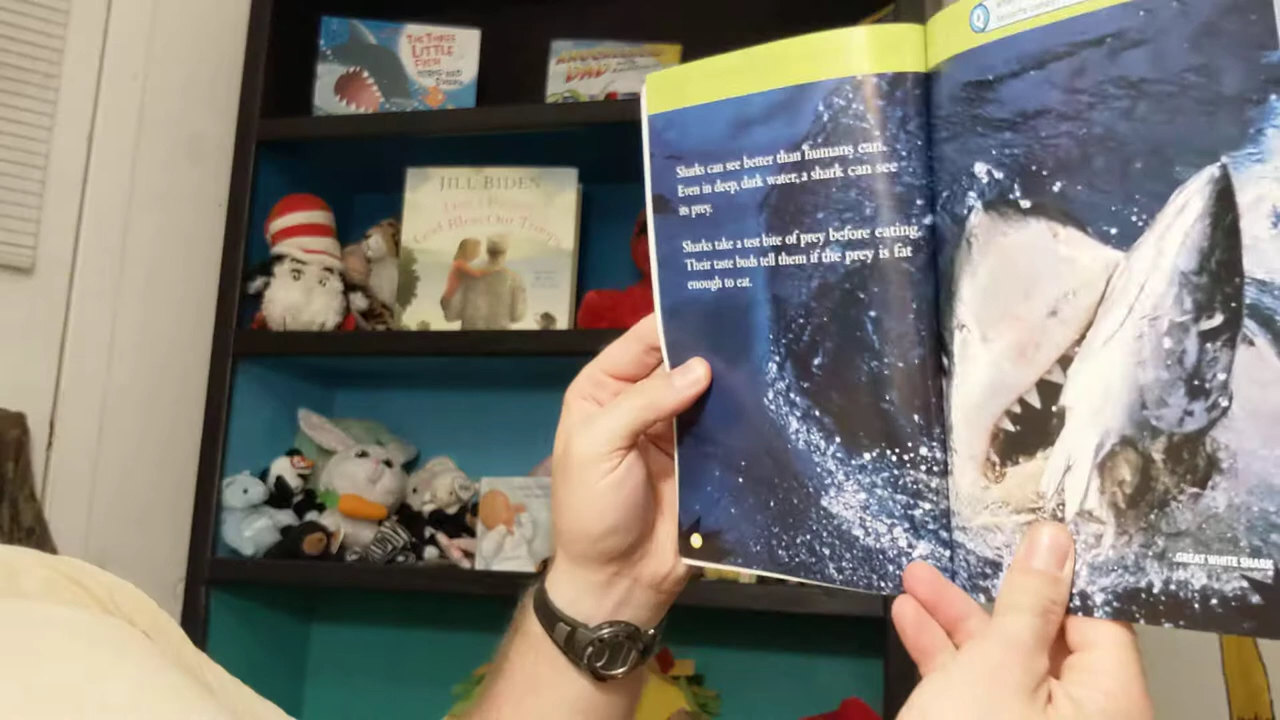 THE THREE
LITTLE
FISH
JILL BIDEN
God Bless Our Troops
DAD
Q
Sharks can see better than humans can.
Even in deep, dark water, a shark can see
its prey.
Sharks take a test bite of prey before eating.
Their taste buds tell them if the prey is fat
enough to eat.
GREAT WHITE SHARK